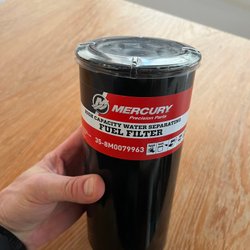 MERCURY
Precision Parts
HIGH CAPACITY WATER SEPARATING
FUEL FILTER
35-8M0079963